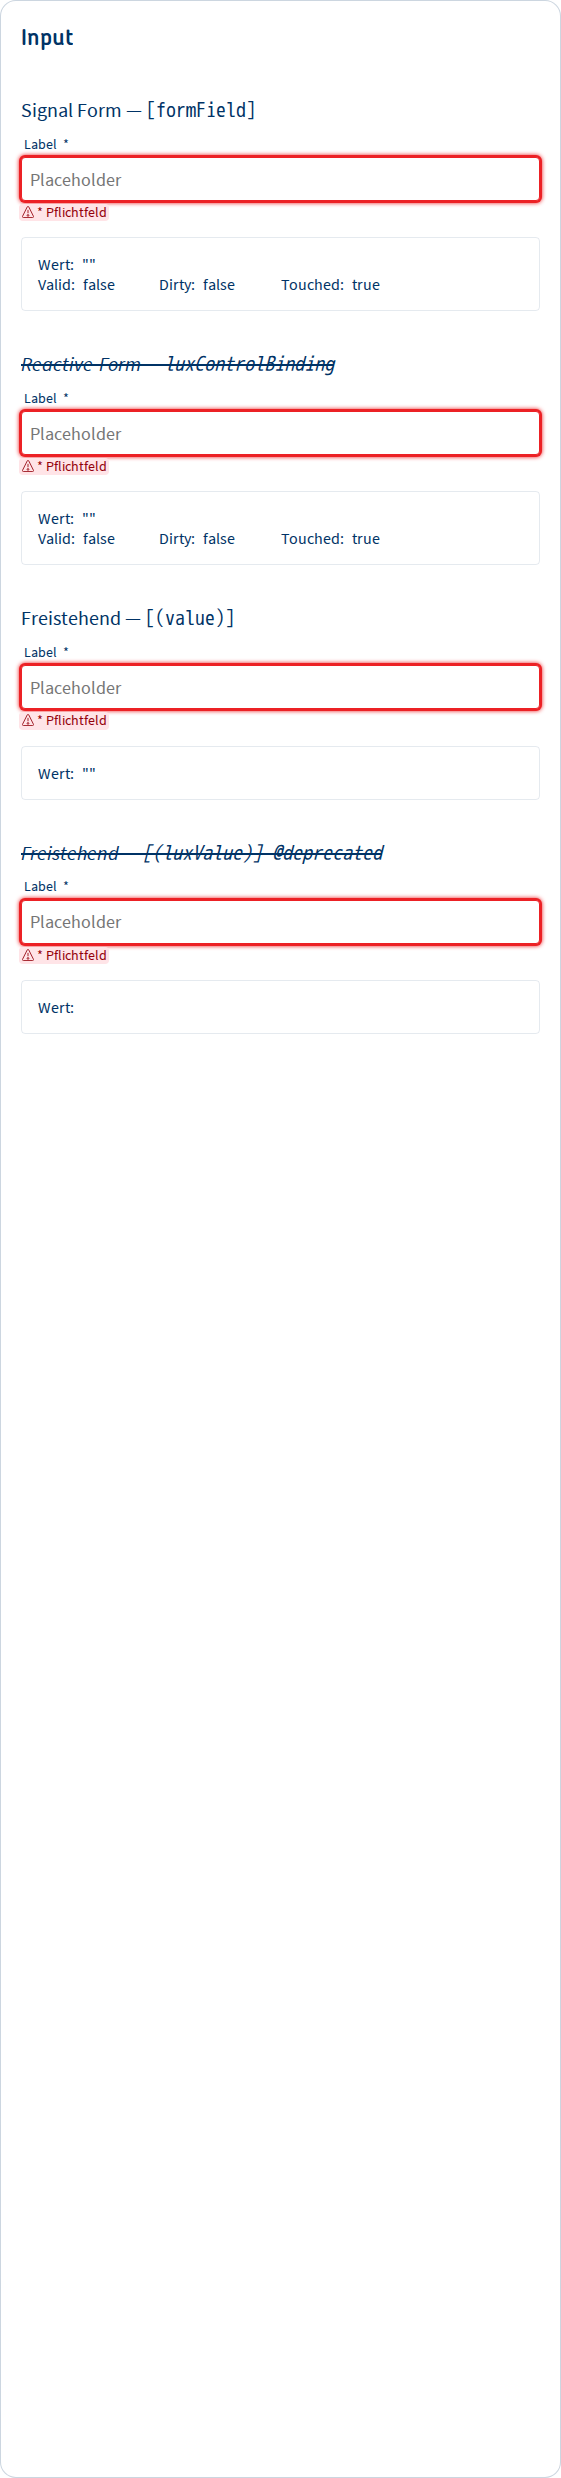 Input
Signal Form — [formField]
Label *
Placeholder
* Pflichtfeld
Wert: ""
Valid: false Dirty: false Touched: true
Reactive Form — luxControlBinding
Label *
Placeholder
* Pflichtfeld
Wert: ""
Valid: false Dirty: false Touched: true
Freistehend — [(value)]
Label *
Placeholder
* Pflichtfeld
Wert: ""
Freistehend — [(luxValue)] @deprecated
Label *
Placeholder
* Pflichtfeld
Wert: